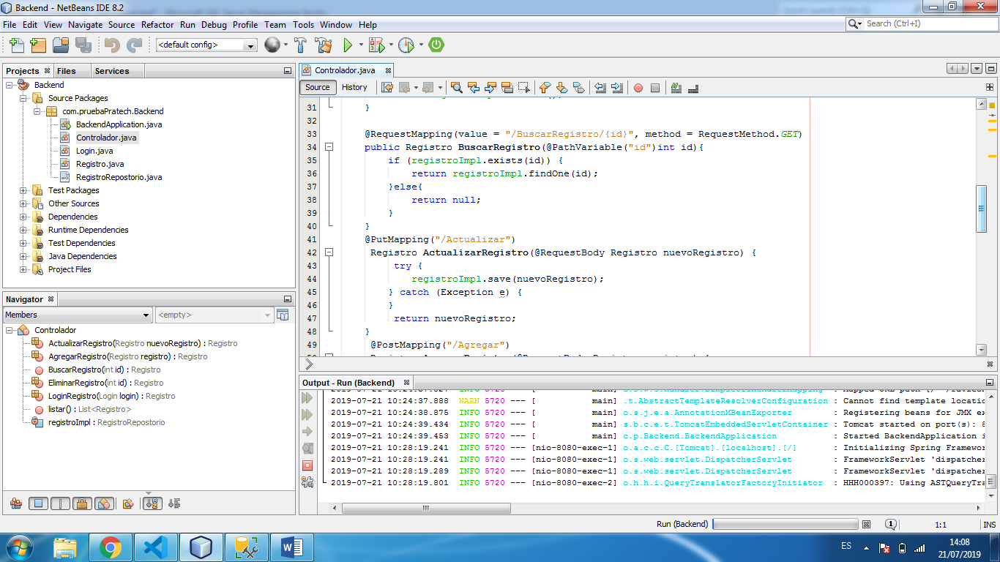 Backend - NetBeans IDE 8.2
File Edit View Navigate Source Refactor Run Debug Profile Team Tools Window Help
Search (Ctrl+I)
<default config>
Projects Files Services
Backend
Source Packages
com.pruebaPratech.Backend
BackendApplication.java
Controlador.java
Login.java
Registro.java
RegistroRepostorio.java
Test Packages
Other Sources
Dependencies
Runtime Dependencies
Test Dependencies
Java Dependencies
Project Files
Navigator
Members <empty>
Controlador
ActualizarRegistro(Registro nuevoRegistro) : Registro
AgregarRegistro(Registro registro) : Registro
BuscarRegistro(int id) : Registro
EliminarRegistro(int id) : Registro
LoginRegistro(Login login) : Registro
listar() : List<Registro>
registroImpl : RegistroRepostorio
Controlador.java
Source History
31 }
32
33 @RequestMapping(value = "/BuscarRegistro/{id}", method = RequestMethod.GET)
34 public Registro BuscarRegistro(@PathVariable("id")int id){
35 if (registroImpl.exists(id)) {
36 return registroImpl.findOne(id);
37 }else{
38 return null;
39 }
40 }
41 @PutMapping("/Actualizar")
42 Registro ActualizarRegistro(@RequestBody Registro nuevoRegistro) {
43 try {
44 registroImpl.save(nuevoRegistro);
45 } catch (Exception e) {
46 }
47 return nuevoRegistro;
48 }
49 @PostMapping("/Agregar")
Output - Run (Backend)
2019-07-21 10:24:37.888 WARN 5720 --- [ main] .t.AbstractTemplateResolverConfiguration : Cannot find template locatio
2019-07-21 10:24:38.875 INFO 5720 --- [ main] o.s.j.e.a.AnnotationMBeanExporter : Registering beans for JMX ex
2019-07-21 10:24:39.434 INFO 5720 --- [ main] s.b.c.e.t.TomcatEmbeddedServletContainer : Tomcat started on port(s): 8
2019-07-21 10:24:39.453 INFO 5720 --- [ main] c.p.Backend.BackendApplication : Started BackendApplication i
2019-07-21 10:28:19.241 INFO 5720 --- [nio-8080-exec-1] o.a.c.c.C.[Tomcat].[localhost].[/] : Initializing Spring Framewor
2019-07-21 10:28:19.241 INFO 5720 --- [nio-8080-exec-1] o.s.web.servlet.DispatcherServlet : FrameworkServlet 'dispatcher
2019-07-21 10:28:19.289 INFO 5720 --- [nio-8080-exec-1] o.s.web.servlet.DispatcherServlet : FrameworkServlet 'dispatcher
2019-07-21 10:28:19.801 INFO 5720 --- [nio-8080-exec-2] o.h.h.i.QueryTranslatorFactoryInitiator : HHH000397: Using ASTQueryTra
Run (Backend) 1 1:1 INS
ES 14:08
21/07/2019